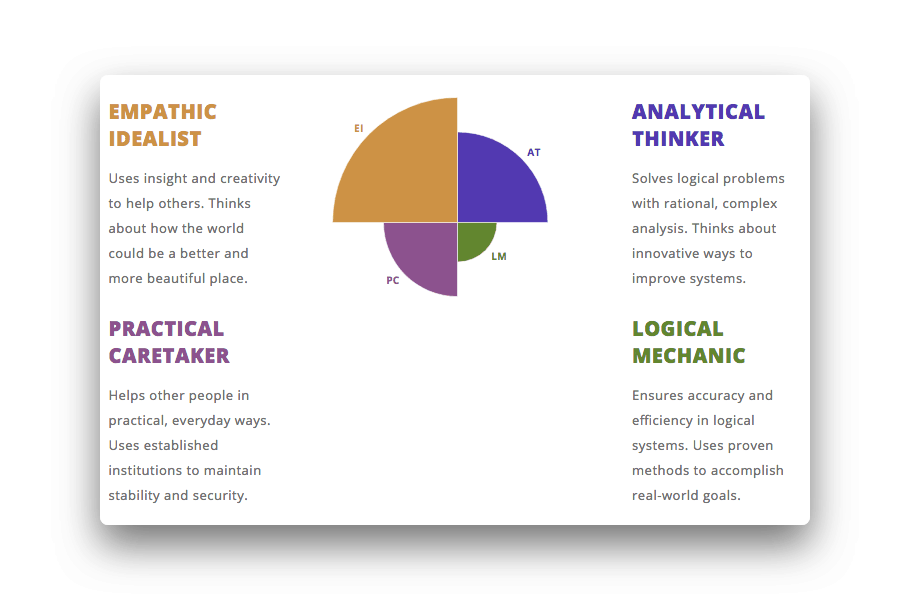 EMPATHIC
IDEALIST
Uses insight and creativity
to help others. Thinks
about how the world
could be a better and
more beautiful place.
EI
AT
PC
LM
ANALYTICAL
THINKER
Solves logical problems
with rational, complex
analysis. Thinks about
innovative ways to
improve systems.
PRACTICAL
CARETAKER
Helps other people in
practical, everyday ways.
Uses established
institutions to maintain
stability and security.
LOGICAL
MECHANIC
Ensures accuracy and
efficiency in logical
systems. Uses proven
methods to accomplish
real-world goals.